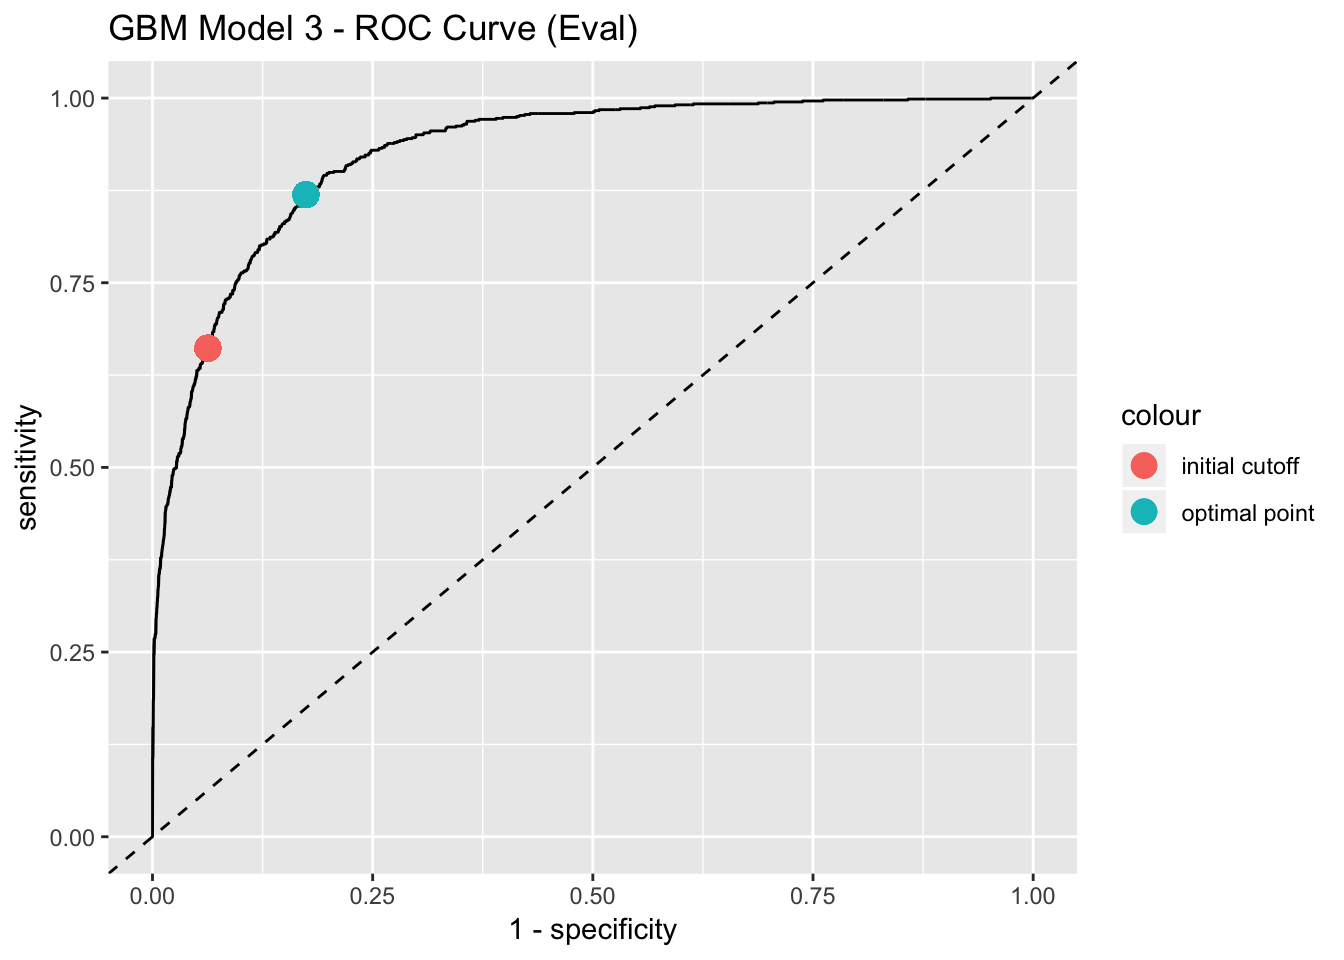 GBM Model 3 - ROC Curve (Eval)
1.00
0.75
0.50
0.25
0.00
sensitivity
0.00 0.25 0.50 0.75 1.00
1 - specificity
colour
initial cutoff
optimal point